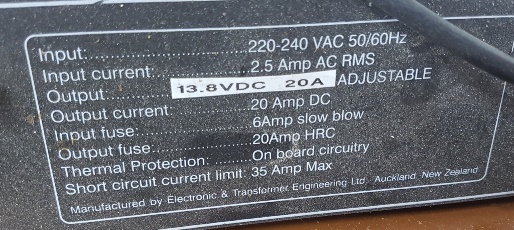 Input:..................................220-240 VAC 50/60Hz
Input current:.....................2.5 Amp AC RMS
Output:...............13.8VDC 20A ADJUSTABLE
Output current:..................20 Amp DC
Input fuse:..........................6Amp slow blow
Output fuse:.......................20Amp HRC
Thermal Protection:...........On board circuitry
Short circuit current limit: 35 Amp Max
Manufactured by Electronic & Transformer Engineering Ltd, Auckland, New Zealand